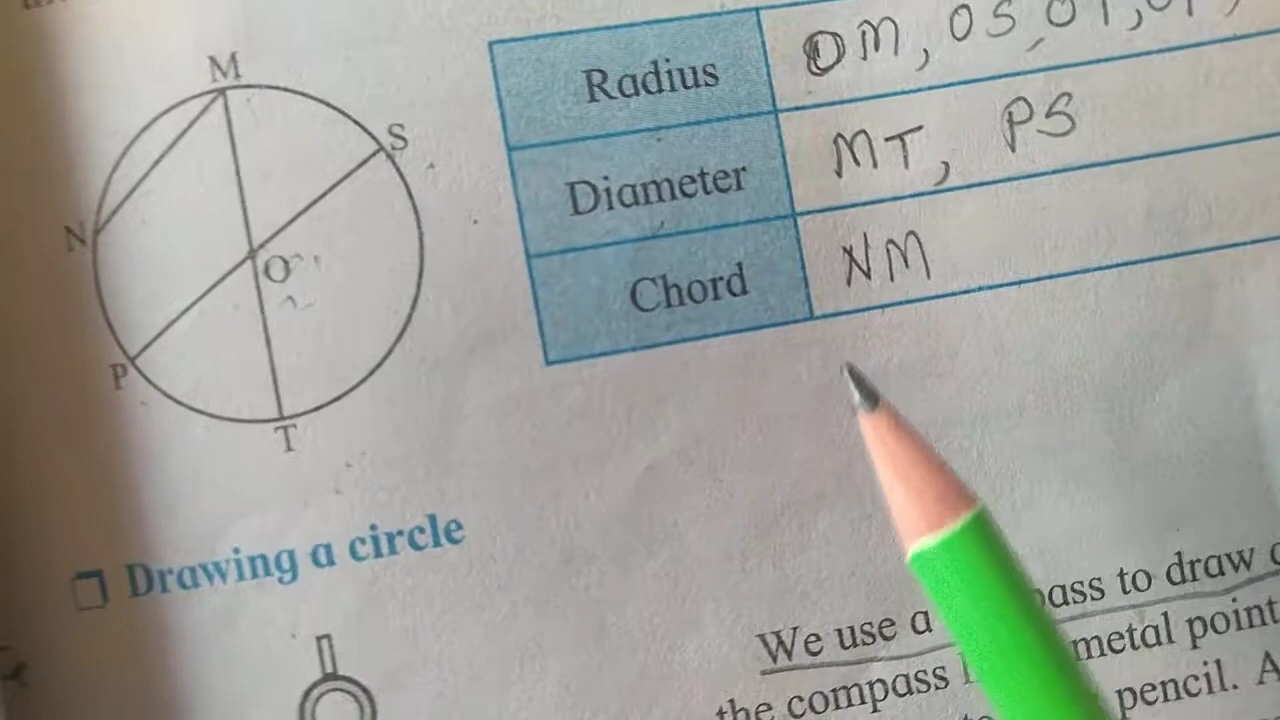 M
S
N
O
P
T
Radius OM, OS, OT, OP,
Diameter MT, PS
Chord NM
❒ Drawing a circle
We use a to draw
the compass metal point
pencil. A